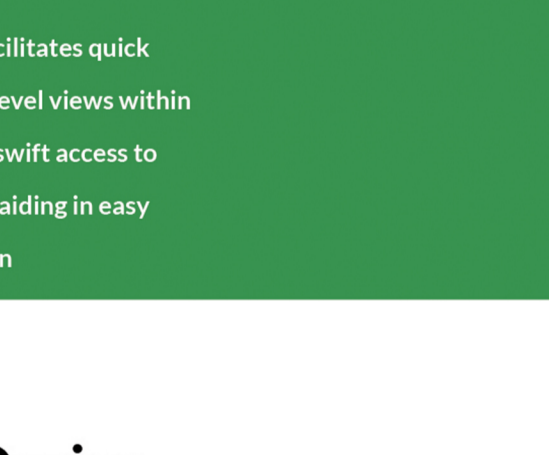 cilitates quick
evel views within
swift access to
aiding in easy
n